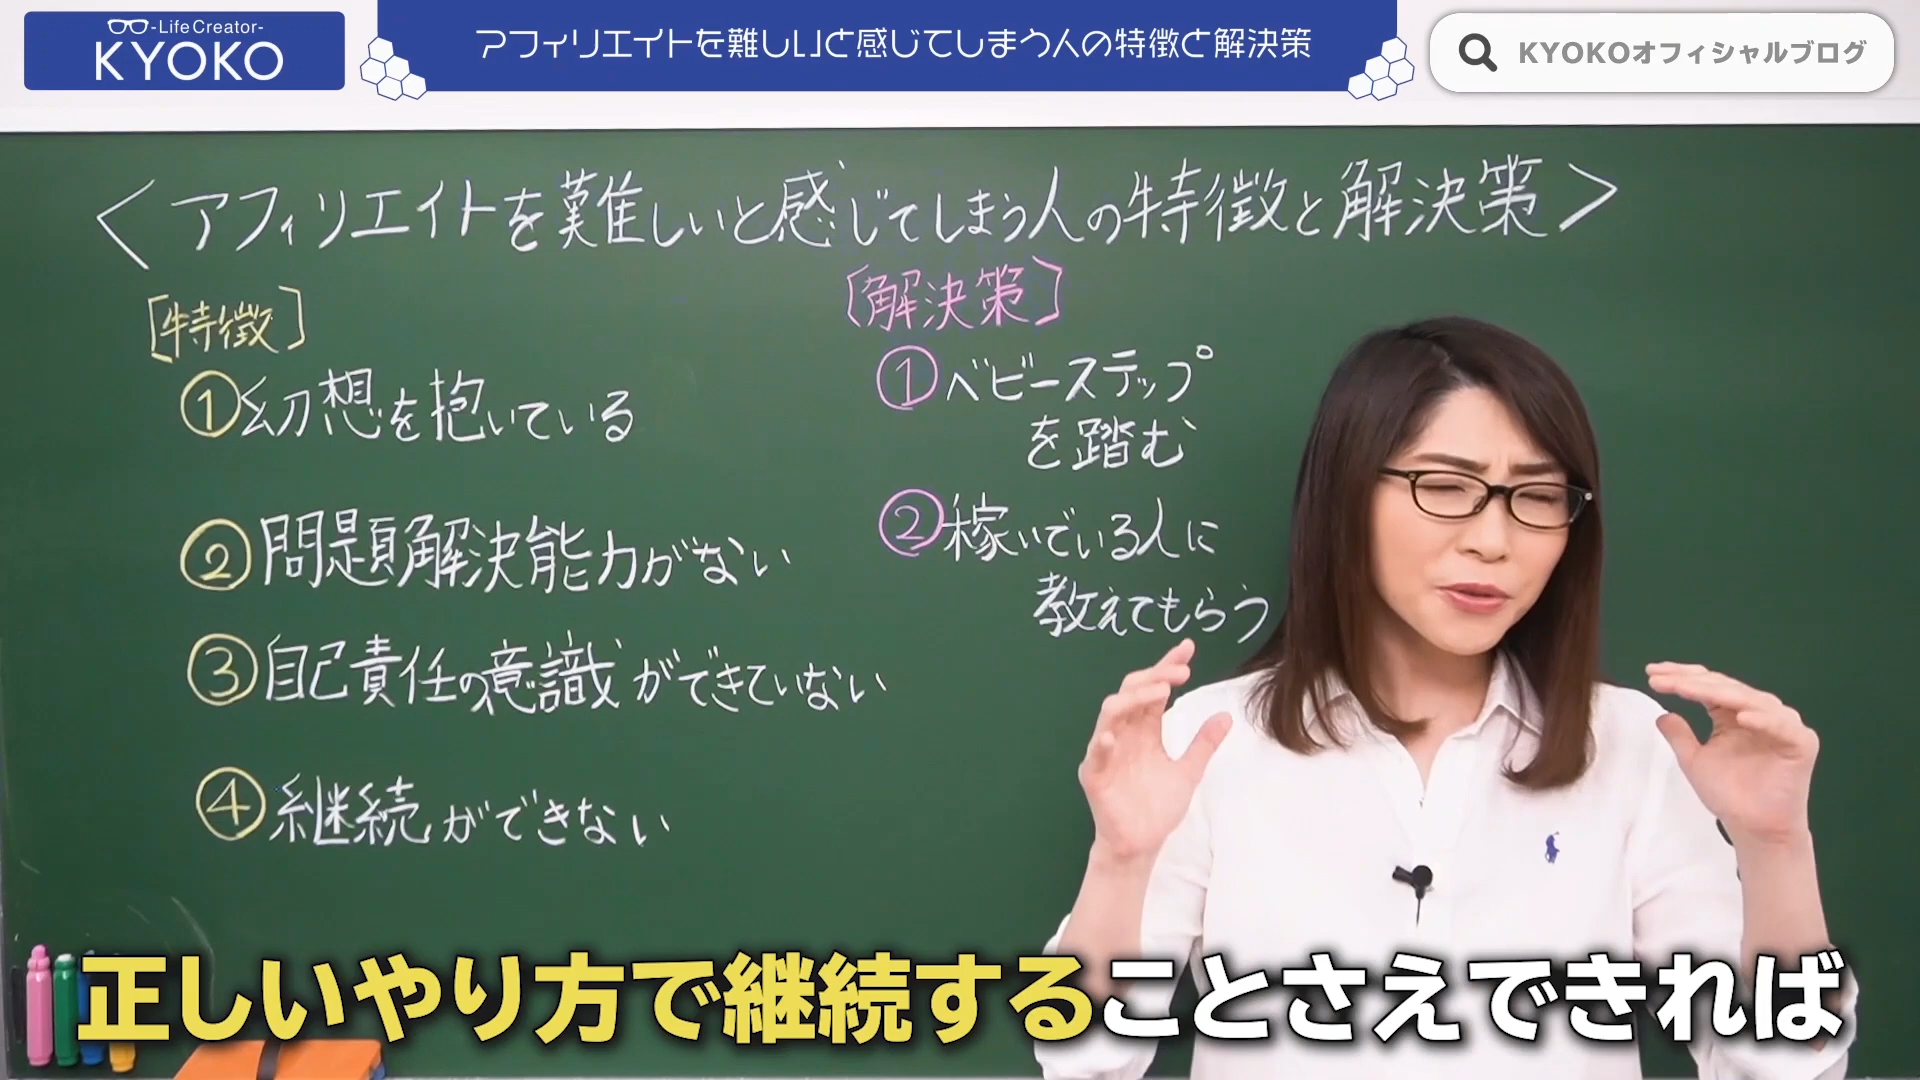 -Life Creator-
KYOKO
アフィリエイトを難しいと感じてしまう人の特徴と解決策
KYOKOオフィシャルブログ
＜アフィリエイトを難しいと感じてしまう人の特徴と解決策＞
[特徴]
①幻想を抱いている
②問題解決能力がない
③自己責任の意識ができていない
④継続ができない
[解決策]
①ベビーステップ
を踏む
②稼いでいる人に
教えてもらう
正しいやり方で継続することさえできれば